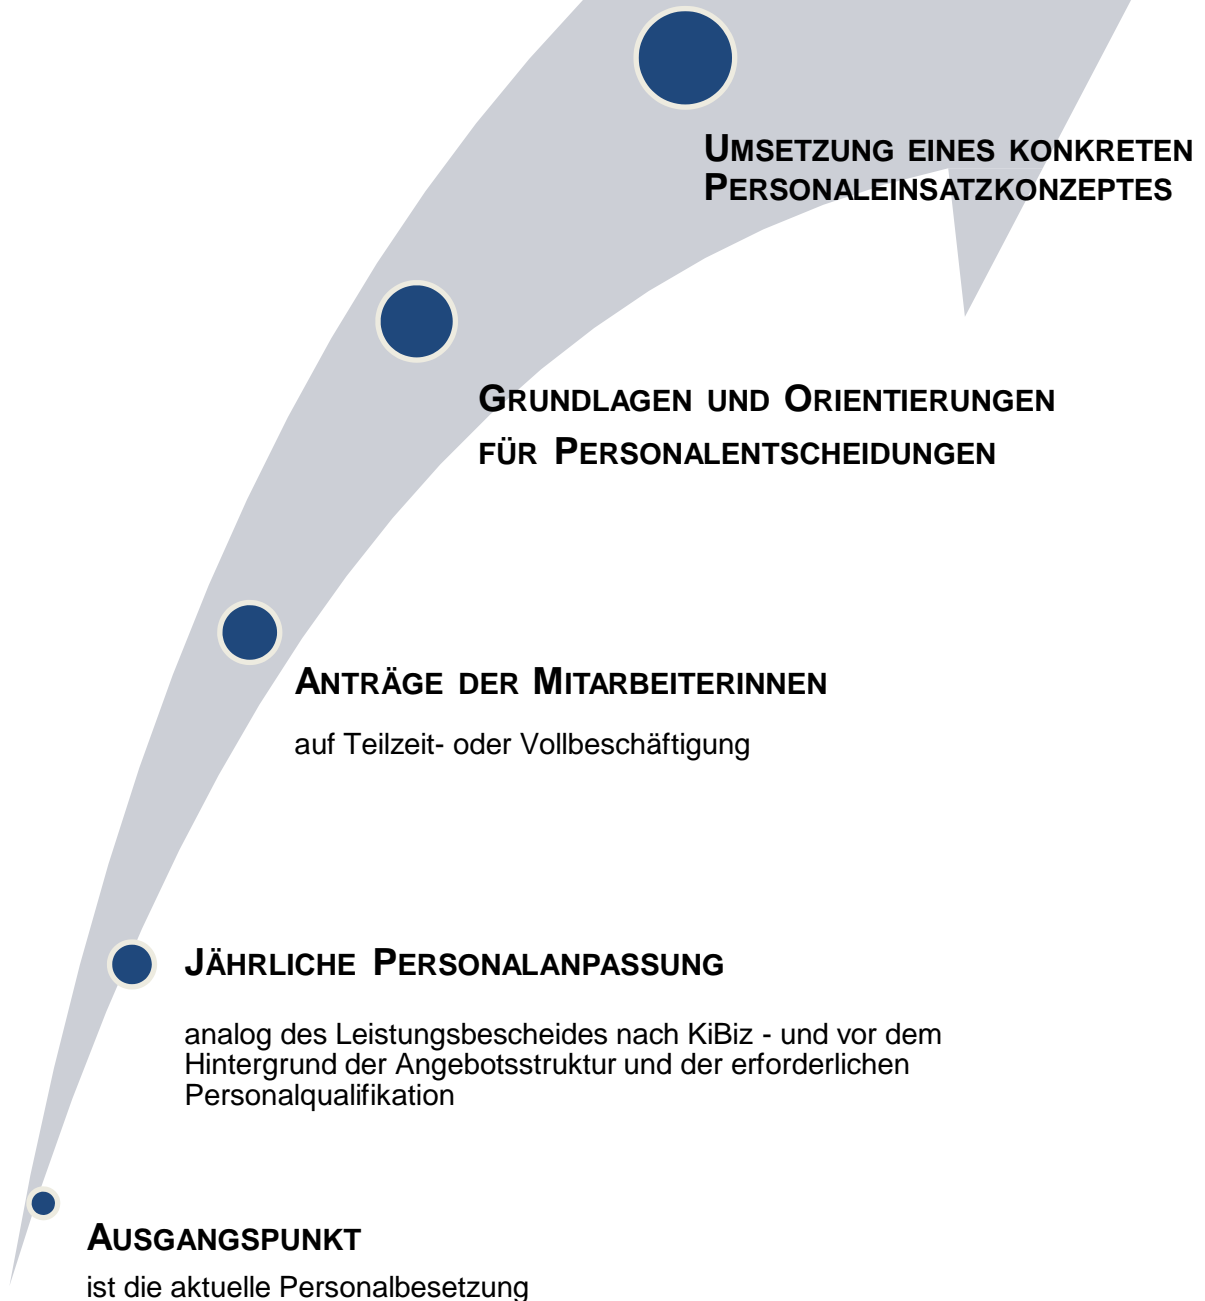 UMSETZUNG EINES KONKRETEN
PERSONALEINSATZKONZEPTES
GRUNDLAGEN UND ORIENTIERUNGEN
FÜR PERSONALENTSCHEIDUNGEN
ANTRÄGE DER MITARBEITERINNEN
auf Teilzeit- oder Vollbeschäftigung
JÄHRLICHE PERSONALANPASSUNG
analog des Leistungsbescheides nach KiBiz - und vor dem
Hintergrund der Angebotsstruktur und der erforderlichen
Personalqualifikation
AUSGANGSPUNKT
ist die aktuelle Personalbesetzung